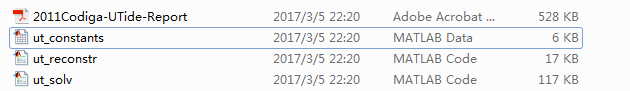 2011Codiga-UTide-Report 2017/3/5 22:20 Adobe Acrobat ... 528 KB
ut_constants 2017/3/5 22:20 MATLAB Data 6 KB
ut_reconstr 2017/3/5 22:20 MATLAB Code 17 KB
ut_solv 2017/3/5 22:20 MATLAB Code 117 KB